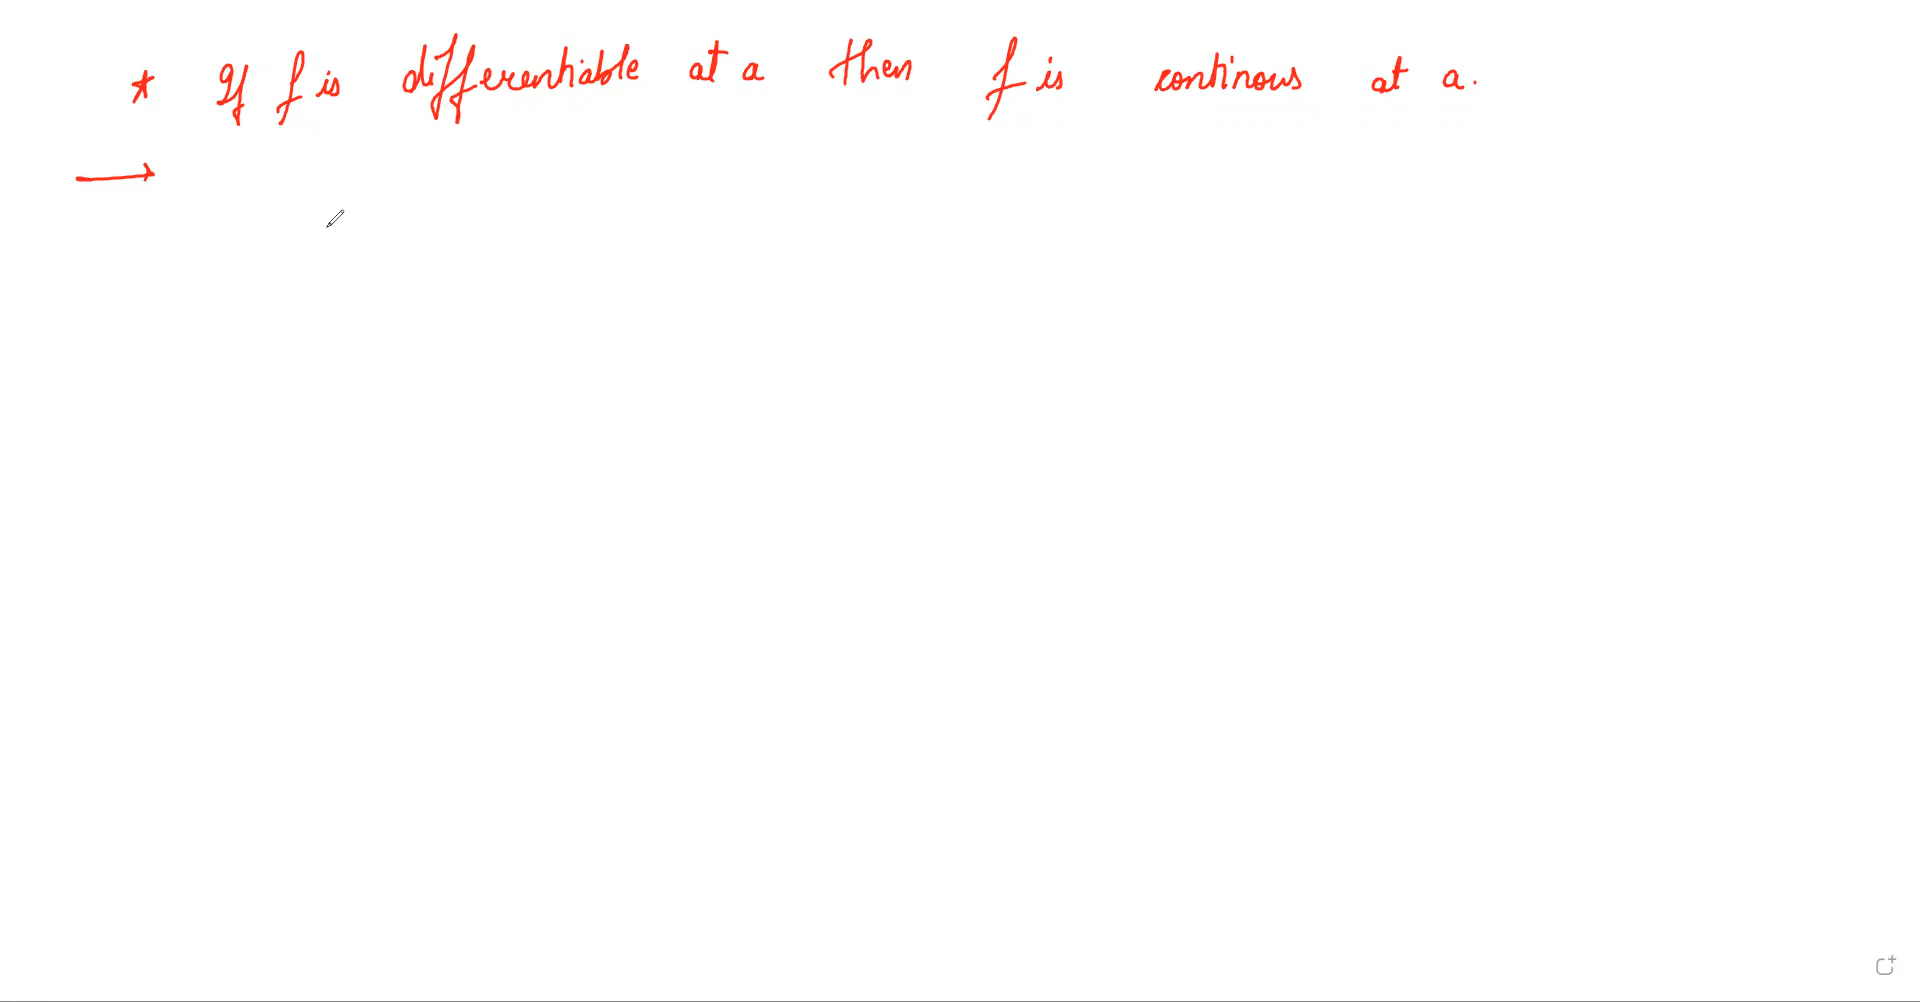 * If f is differentiable at a then f is continous at a.
→